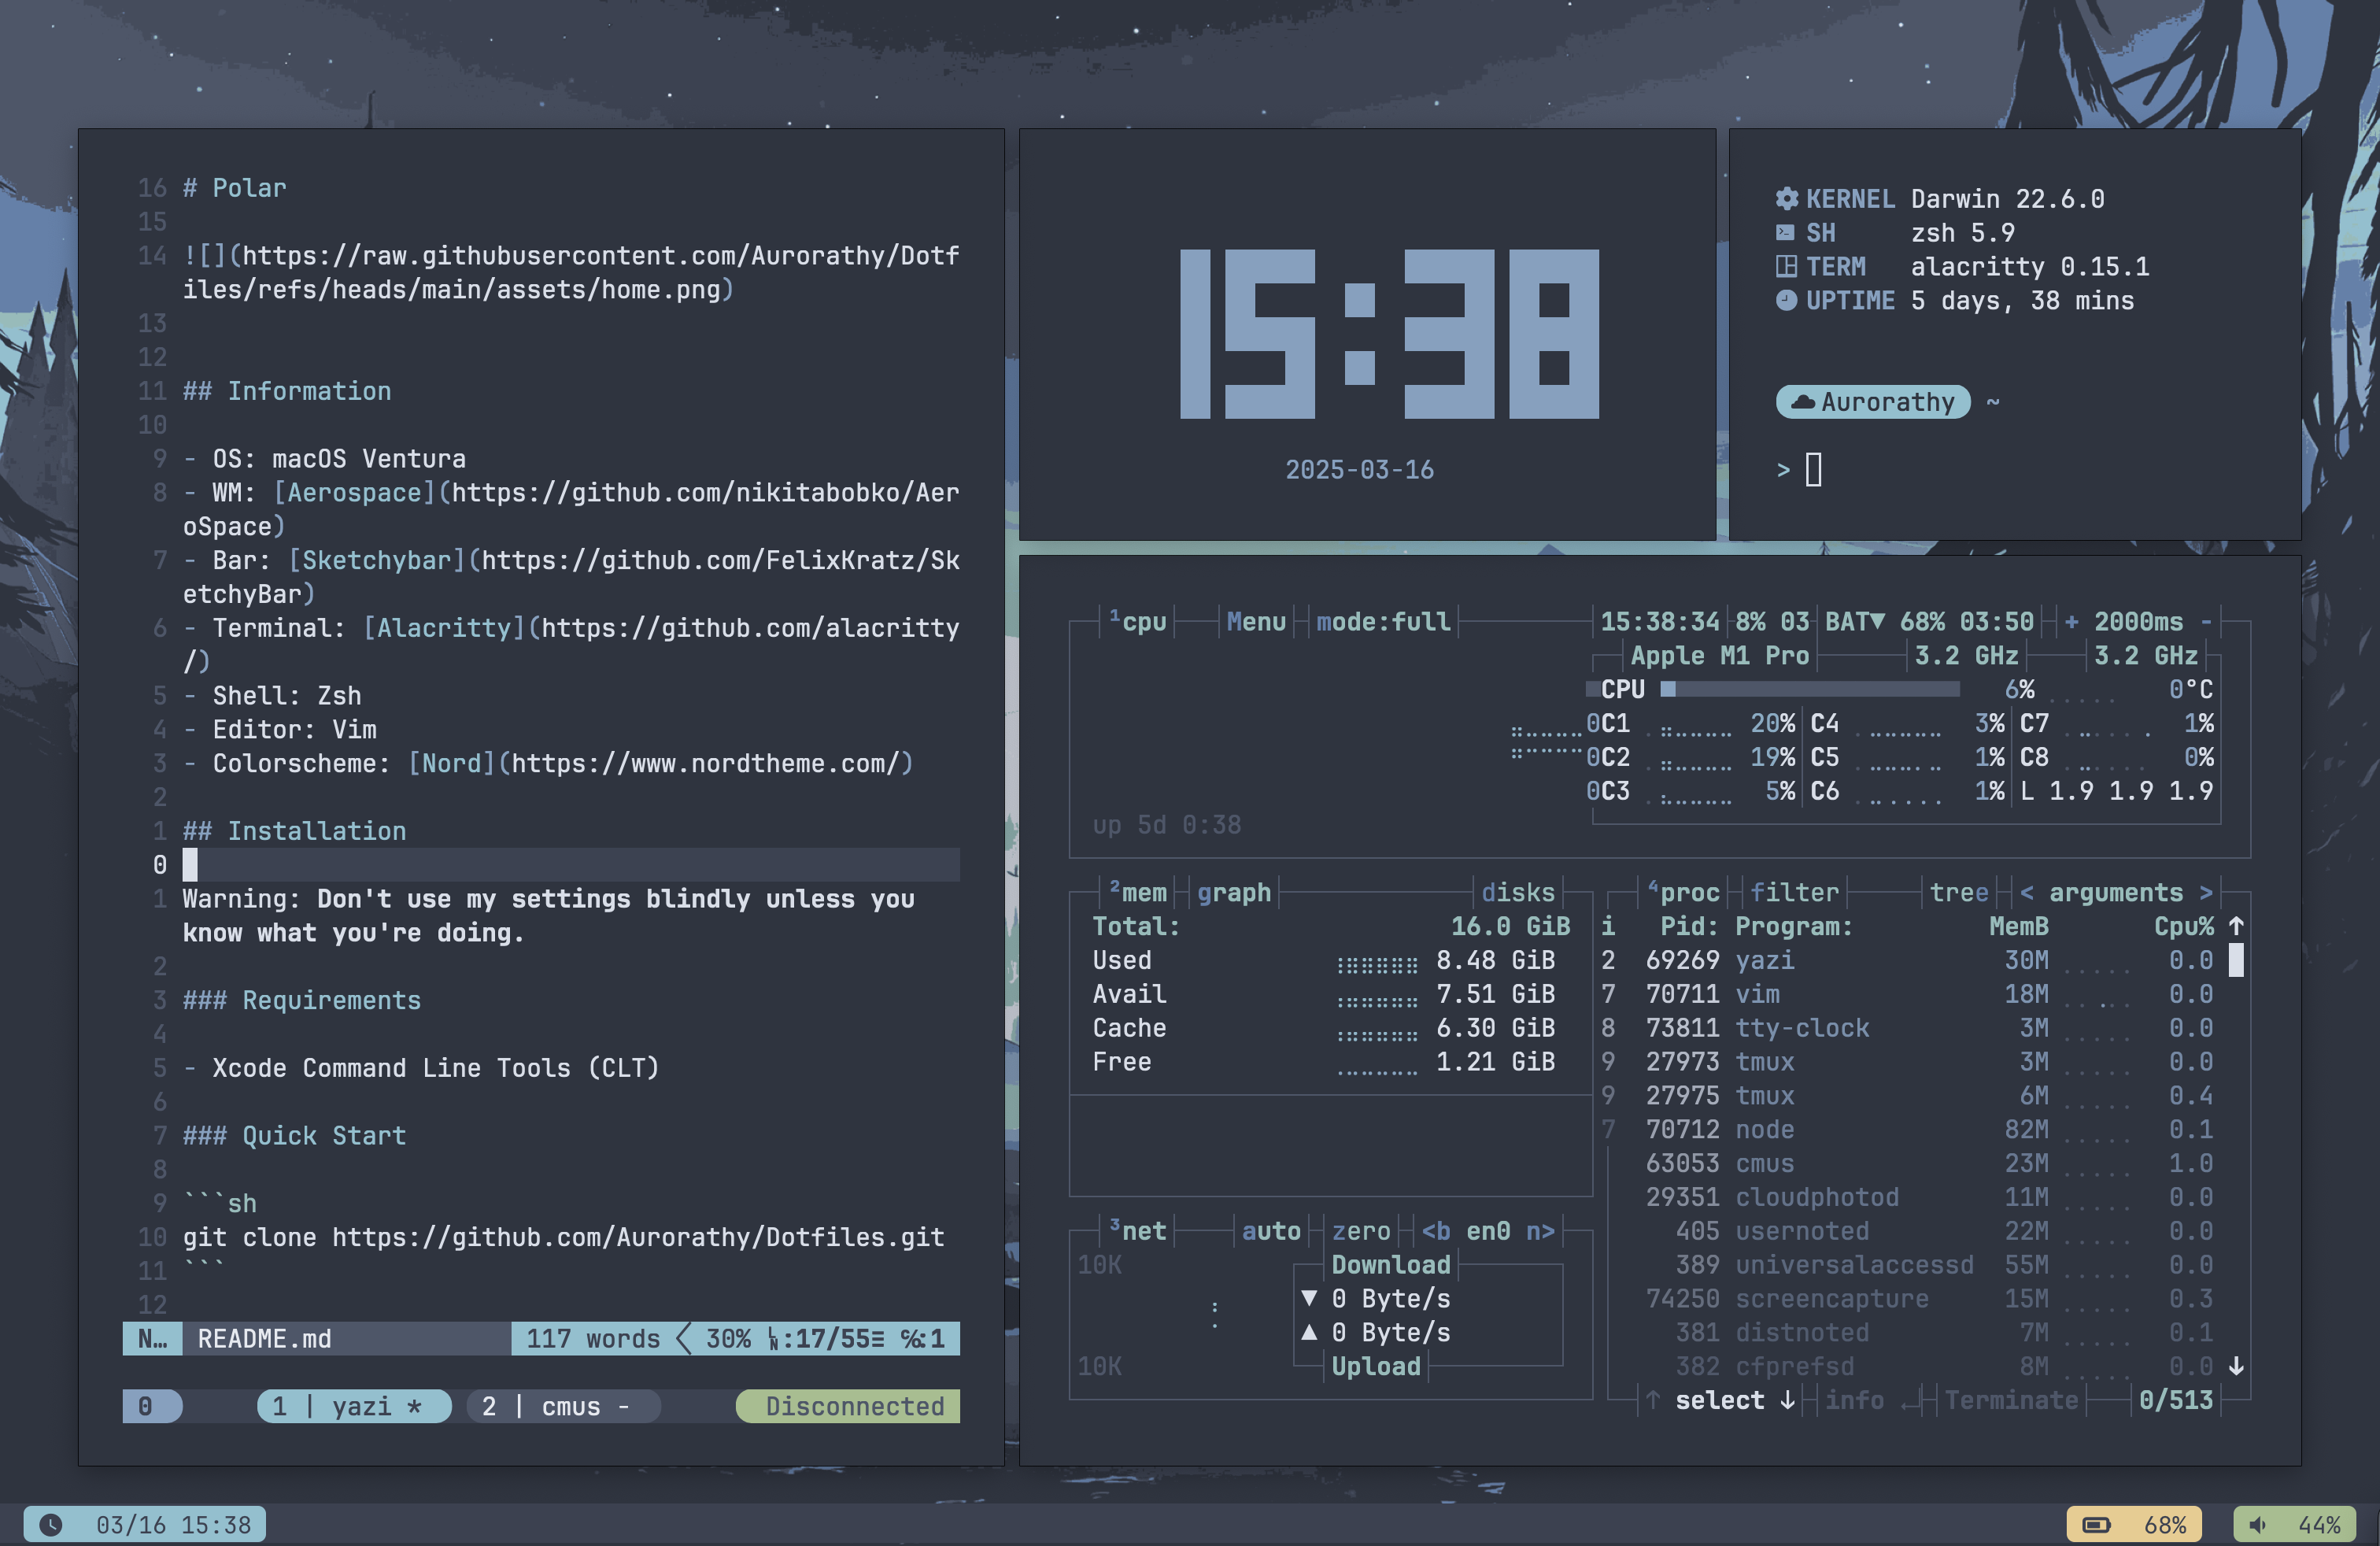 16 # Polar
15
14 ![](https://raw.githubusercontent.com/Aurorathy/Dotf
iles/refs/heads/main/assets/home.png)
13
12
11 ## Information
10
9 - OS: macOS Ventura
8 - WM: [Aerospace](https://github.com/nikitabobko/Aer
oSpace)
7 - Bar: [Sketchybar](https://github.com/FelixKratz/Sk
etchyBar)
6 - Terminal: [Alacritty](https://github.com/alacritty
/)
5 - Shell: Zsh
4 - Editor: Vim
3 - Colorscheme: [Nord](https://www.nordtheme.com/)
2
1 ## Installation
0
1 Warning: Don't use my settings blindly unless you
know what you're doing.
2
3 ### Requirements
4
5 - Xcode Command Line Tools (CLT)
6
7 ### Quick Start
8
9 ```sh
10 git clone https://github.com/Aurorathy/Dotfiles.git
11 ```
12
N… README.md 117 words 30% :17/55≡ ℅:1
0 1 | yazi * 2 | cmus - Disconnected
15:38
2025-03-16
KERNEL Darwin 22.6.0
SH zsh 5.9
TERM alacritty 0.15.1
UPTIME 5 days, 38 mins
Aurorathy ~
>
¹cpu Menu mode:full 15:38:34 8% 03 BAT▼ 68% 03:50 + 2000ms -
Apple M1 Pro 3.2 GHz 3.2 GHz
CPU 6% 0°C
0C1 20% C4 3% C7 1%
0C2 19% C5 1% C8 0%
0C3 5% C6 1% L 1.9 1.9 1.9
up 5d 0:38
²mem graph disks
Total: 16.0 GiB
Used 8.48 GiB
Avail 7.51 GiB
Cache 6.30 GiB
Free 1.21 GiB
³net auto zero <b en0 n>
10K Download
▼ 0 Byte/s
▲ 0 Byte/s
10K Upload
⁴proc filter tree < arguments >
i Pid: Program: MemB Cpu% ↑
2 69269 yazi 30M 0.0
7 70711 vim 18M 0.0
8 73811 tty-clock 3M 0.0
9 27973 tmux 3M 0.0
9 27975 tmux 6M 0.4
7 70712 node 82M 0.1
63053 cmus 23M 1.0
29351 cloudphotod 11M 0.0
405 usernoted 22M 0.0
389 universalaccessd 55M 0.0
74250 screencapture 15M 0.3
381 distnoted 7M 0.1
382 cfprefsd 8M 0.0 ↓
↑ select ↓ info ↵ Terminate 0/513
03/16 15:38 68% 44%